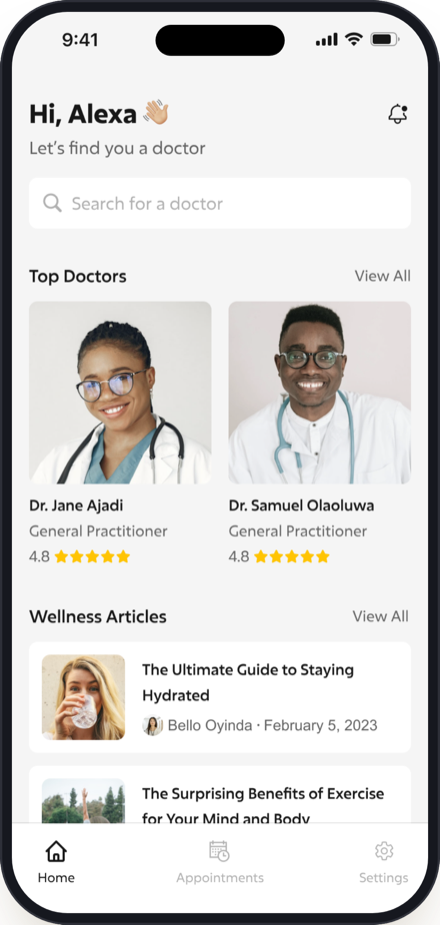 9:41
Hi, Alexa 👋🏼
Let's find you a doctor
Search for a doctor
Top Doctors
View All
Dr. Jane Ajadi
General Practitioner
4.8 ★★★★★
Dr. Samuel Olaoluwa
General Practitioner
4.8 ★★★★★
Wellness Articles
View All
The Ultimate Guide to Staying
Hydrated
Bello Oyinda · February 5, 2023
The Surprising Benefits of Exercise
for Your Mind and Body
Home
Appointments
Settings